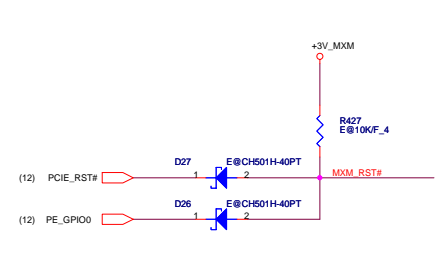 +3V_MXM
R427
E@10K/F_4
D27 E@CH501H-40PT
(12) PCIE_RST# 1 2 MXM_RST#
D26 E@CH501H-40PT
(12) PE_GPIO0 1 2